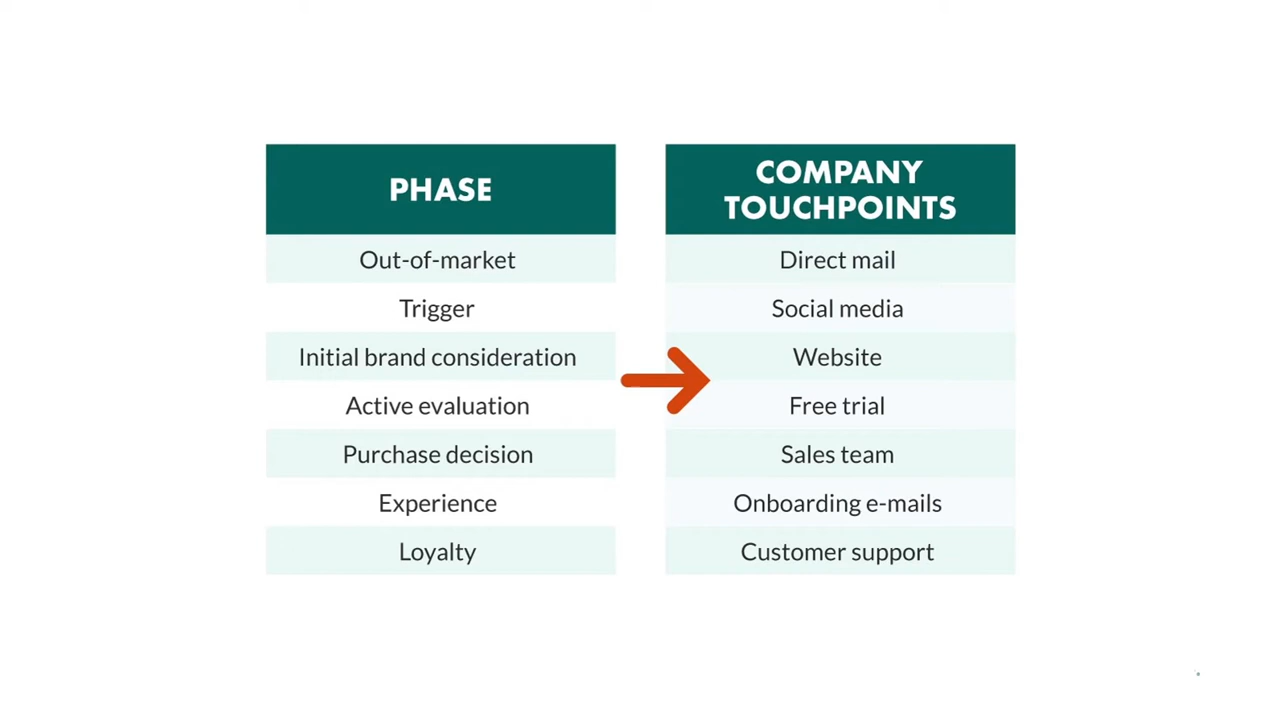 PHASE
Out-of-market
Trigger
Initial brand consideration
Active evaluation
Purchase decision
Experience
Loyalty
COMPANY
TOUCHPOINTS
Direct mail
Social media
Website
Free trial
Sales team
Onboarding e-mails
Customer support